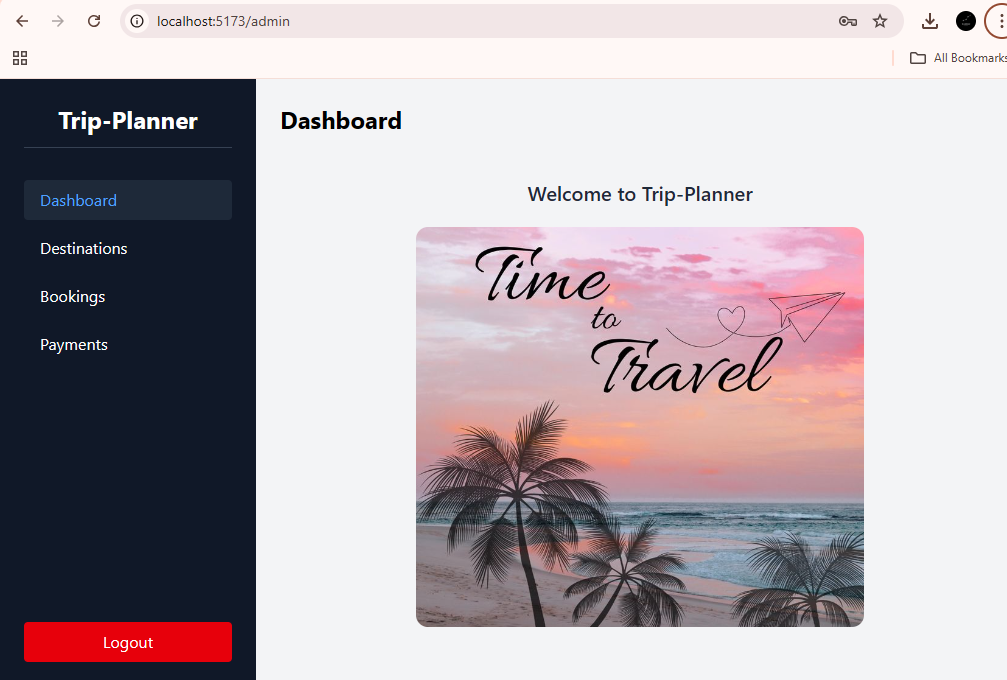 localhost:5173/admin
All Bookmarks
Trip-Planner
Dashboard
Destinations
Bookings
Payments
Logout
Dashboard
Welcome to Trip-Planner
Time
to
Travel